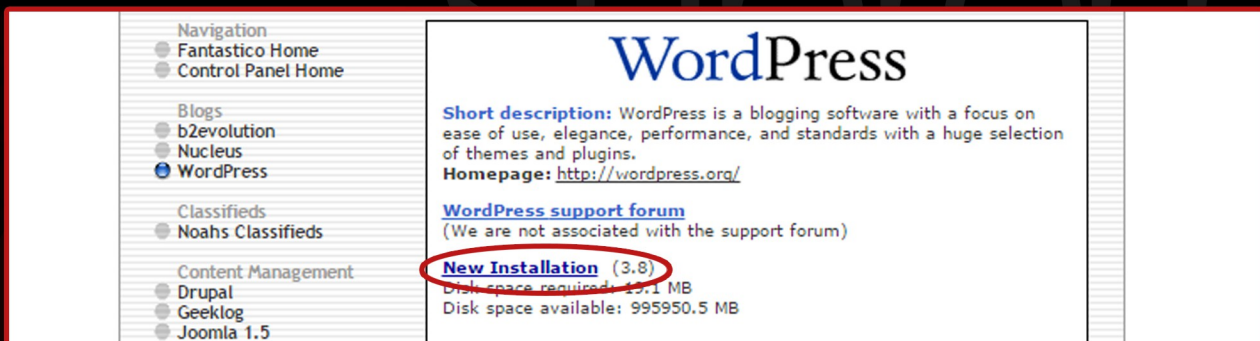 Navigation
Fantastico Home
Control Panel Home
Blogs
b2evolution
Nucleus
WordPress
Classifieds
Noahs Classifieds
Content Management
Drupal
Geeklog
Joomla 1.5
WordPress
Short description: WordPress is a blogging software with a focus on
ease of use, elegance, performance, and standards with a huge selection
of themes and plugins.
Homepage: http://wordpress.org/
WordPress support forum
(We are not associated with the support forum)
New Installation (3.8)
Disk space required: 19.1 MB
Disk space available: 995950.5 MB